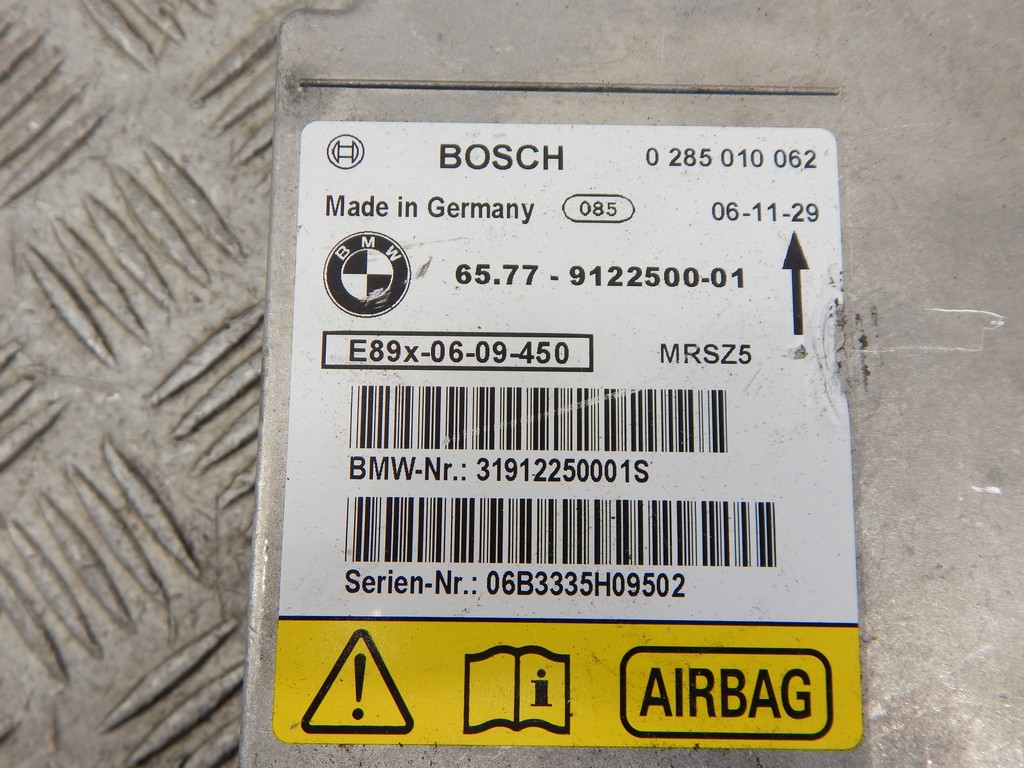 BOSCH 0 285 010 062
Made in Germany 085 06-11-29
BMW 65.77 - 9122500-01
E89x-06-09-450 MRSZ5
BMW-Nr.: 31912250001S
Serien-Nr.: 06B3335H09502
! i AIRBAG